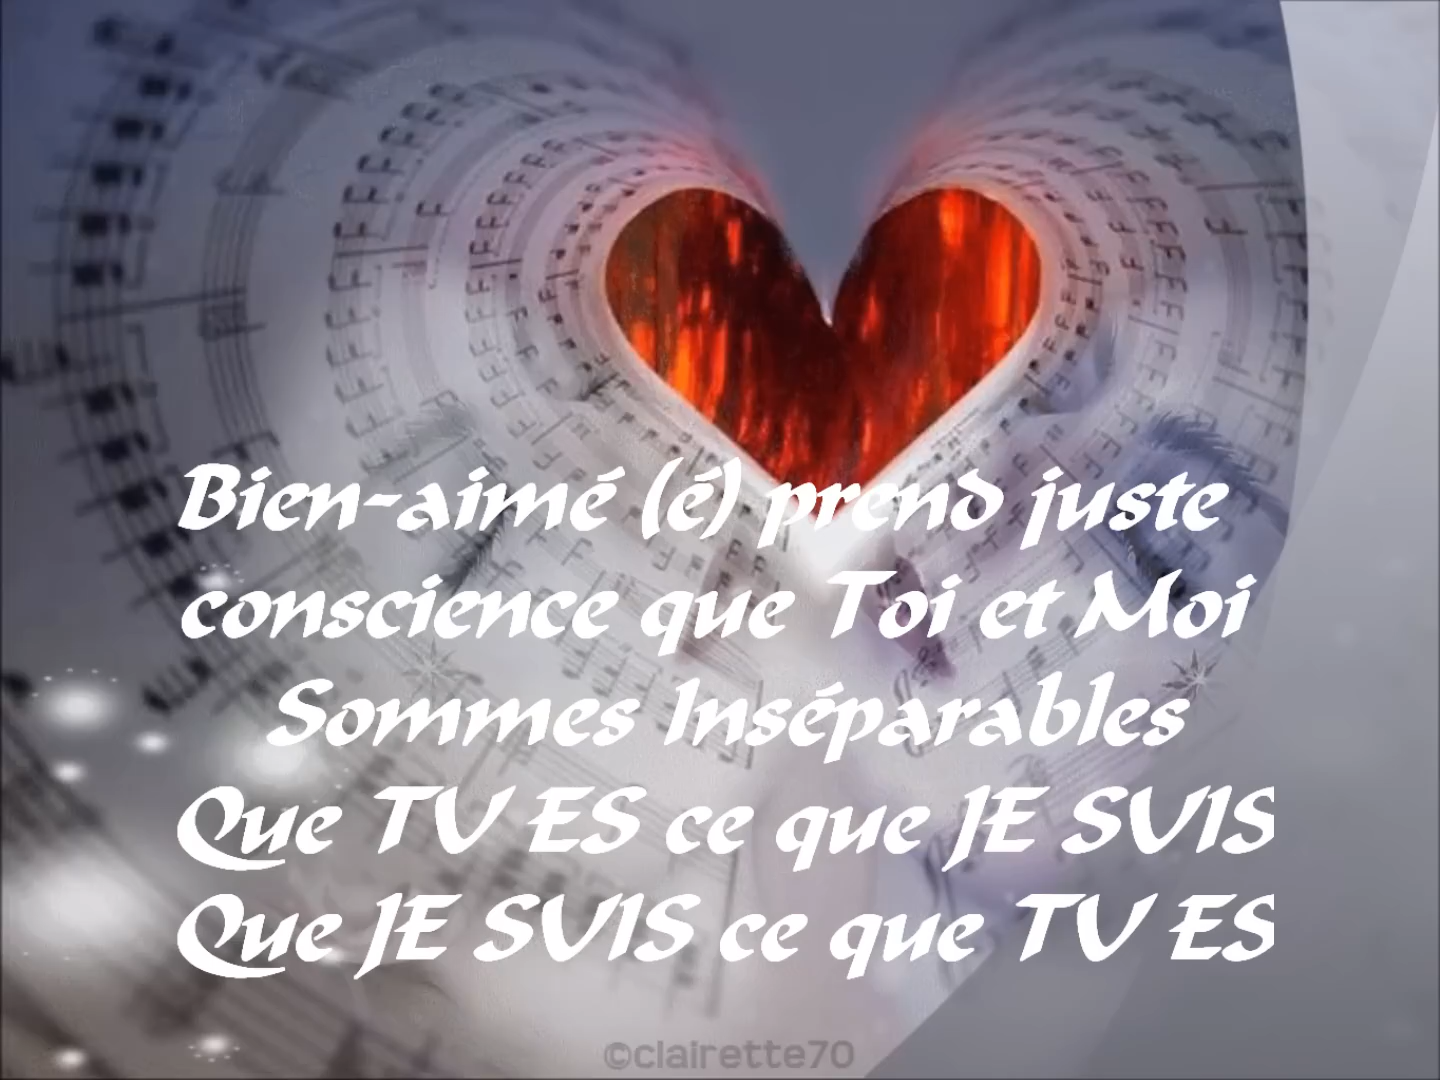 Bien-aimé (é) prend juste
conscience que Toi et Moi
Sommes Inséparables
Que TU ES ce que JE SUIS
Que JE SUIS ce que TU ES
©clairette70